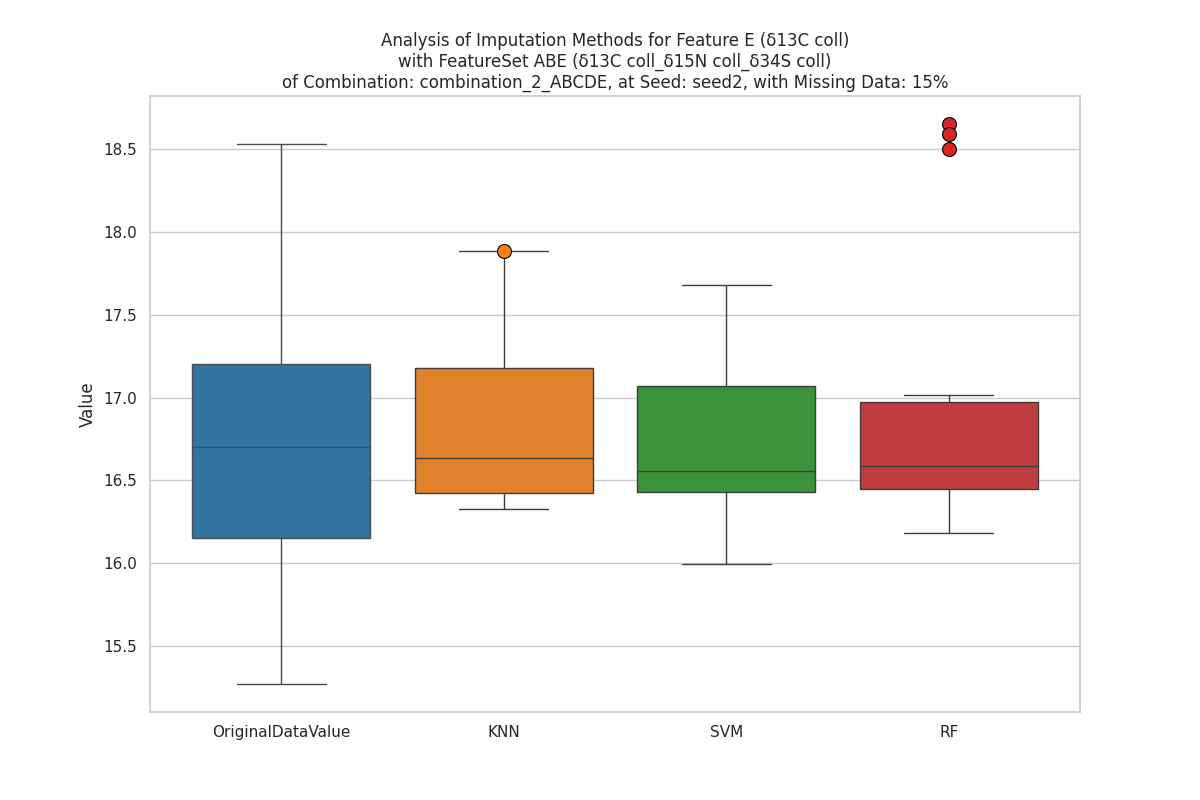 Analysis of Imputation Methods for Feature E (δ13C coll)
with FeatureSet ABE (δ13C coll_δ15N coll_δ34S coll)
of Combination: combination_2_ABCDE, at Seed: seed2, with Missing Data: 15%
18.5
18.0
17.5
17.0
16.5
16.0
15.5
Value
OriginalDataValue
KNN
SVM
RF